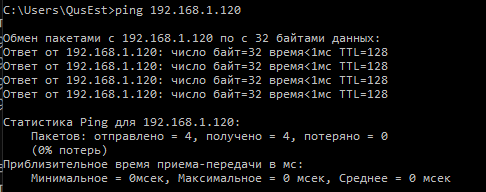 C:\Users\QusEst>ping 192.168.1.120
Обмен пакетами с 192.168.1.120 по с 32 байтами данных:
Ответ от 192.168.1.120: число байт=32 время<1мс TTL=128
Ответ от 192.168.1.120: число байт=32 время<1мс TTL=128
Ответ от 192.168.1.120: число байт=32 время<1мс TTL=128
Ответ от 192.168.1.120: число байт=32 время<1мс TTL=128
Статистика Ping для 192.168.1.120:
Пакетов: отправлено = 4, получено = 4, потеряно = 0
(0% потерь)
Приблизительное время приема-передачи в мс:
Минимальное = 0мсек, Максимальное = 0 мсек, Среднее = 0 мсек